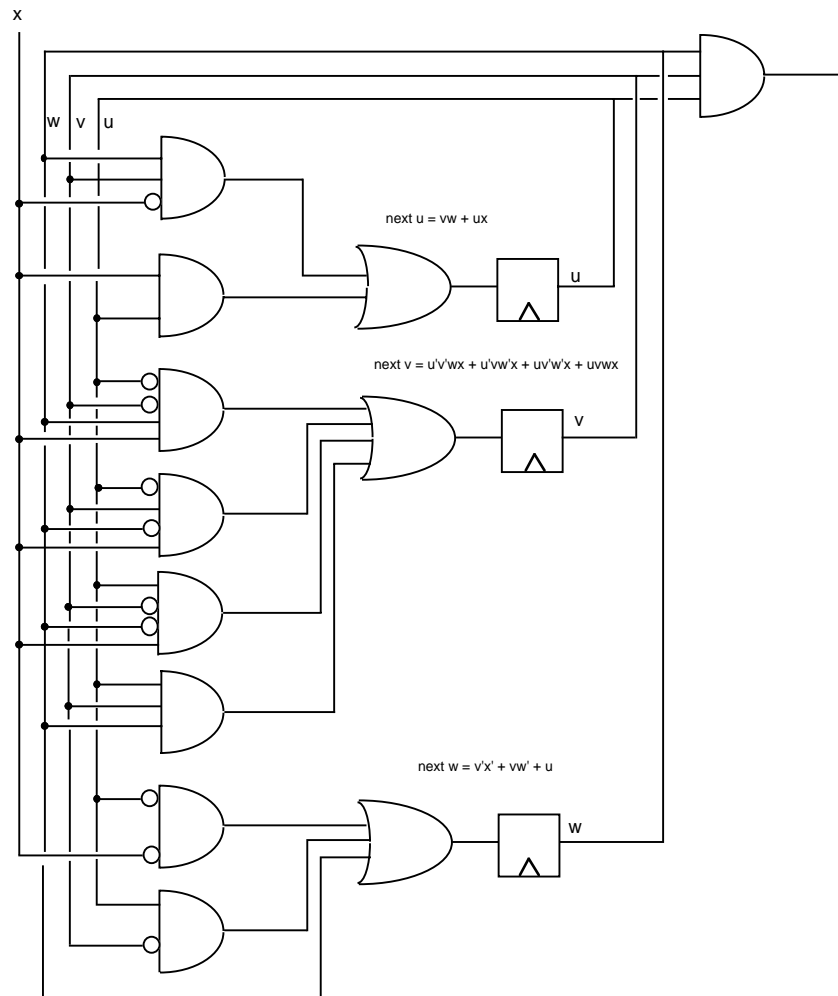 x
w v u
next u = vw + ux
u
next v = u'v'wx + u'vw'x + uv'w'x + uvwx
v
next w = v'x' + vw' + u
w